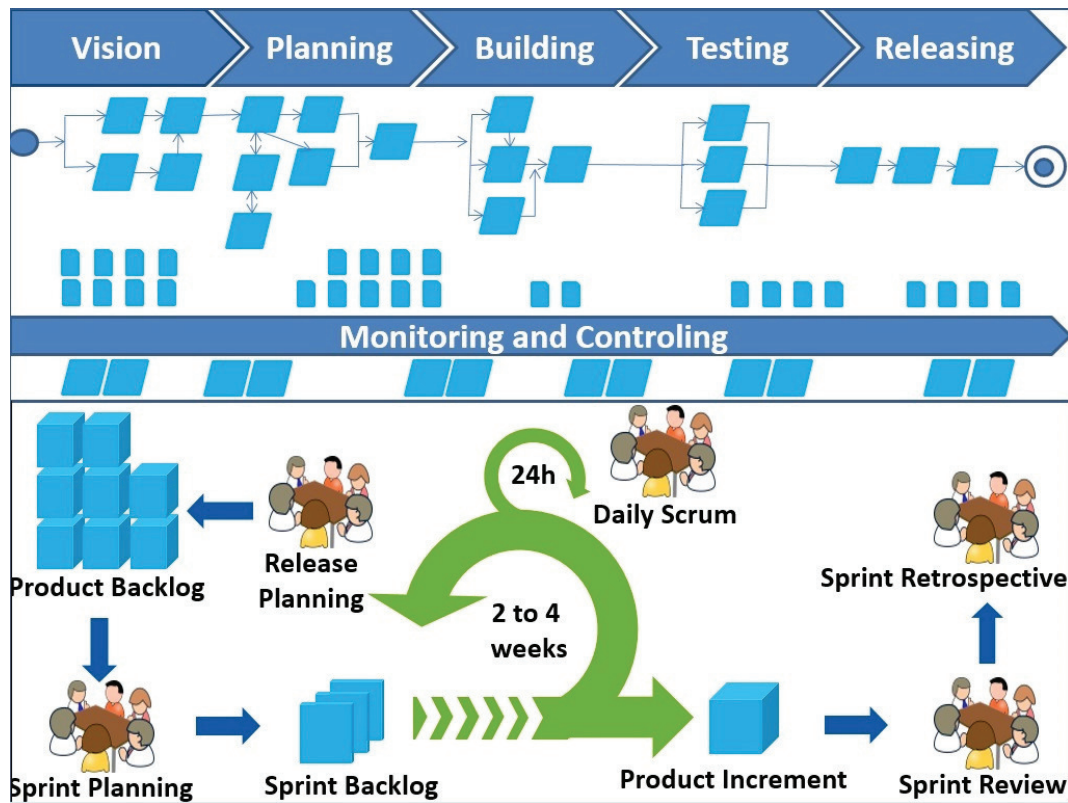 Vision
Planning
Building
Testing
Releasing
Monitoring and Controling
24h
Daily Scrum
Release
Planning
Product Backlog
2 to 4
weeks
Sprint Retrospective
Sprint Planning
Sprint Backlog
Product Increment
Sprint Review